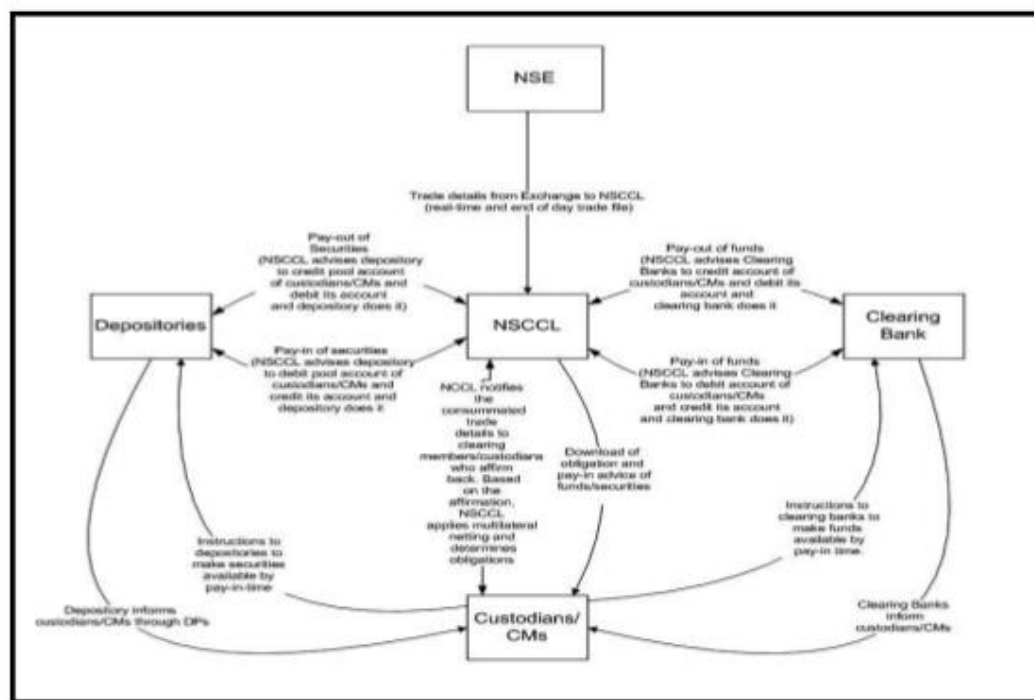 NSE
Trade details from Exchange to NSCCL
(real-time and end of day trade file)
Pay-out of
Securities
(NSCCL advises depository
to credit pool account
of custodians/CMs and
debit its account
and depository does it)
Pay-out of funds
(NSCCL advises Clearing
Banks to credit account of
custodians/CMs and debit its
account and
clearing bank does it
Depositories
NSCCL
Clearing
Bank
Pay-in of securities
(NSCCL advises depository
to debit pool account of
custodians/CMs and
credit its account and
depository does it
Pay-in of funds
(NSCCL advises Clearing
Banks to debit account of
custodians/CMs
and credit its account
and clearing bank does it)
NCCL notifies
the
consummated
trade
details to
clearing
members/custodians
who affirm
back. Based
on the
affirmation,
NSCCL
applies multilateral
netting and
determines
obligations
Download of
obligation and
pay-in advice of
funds/securities
Instructions to
depositories to
make securities
available by
pay-in-time
Instructions to
clearing banks to
make funds
available by
pay-in time.
Depository informs
custodians/CMs through DPs
Custodians/
CMs
Clearing Banks
inform
custodians/CMs